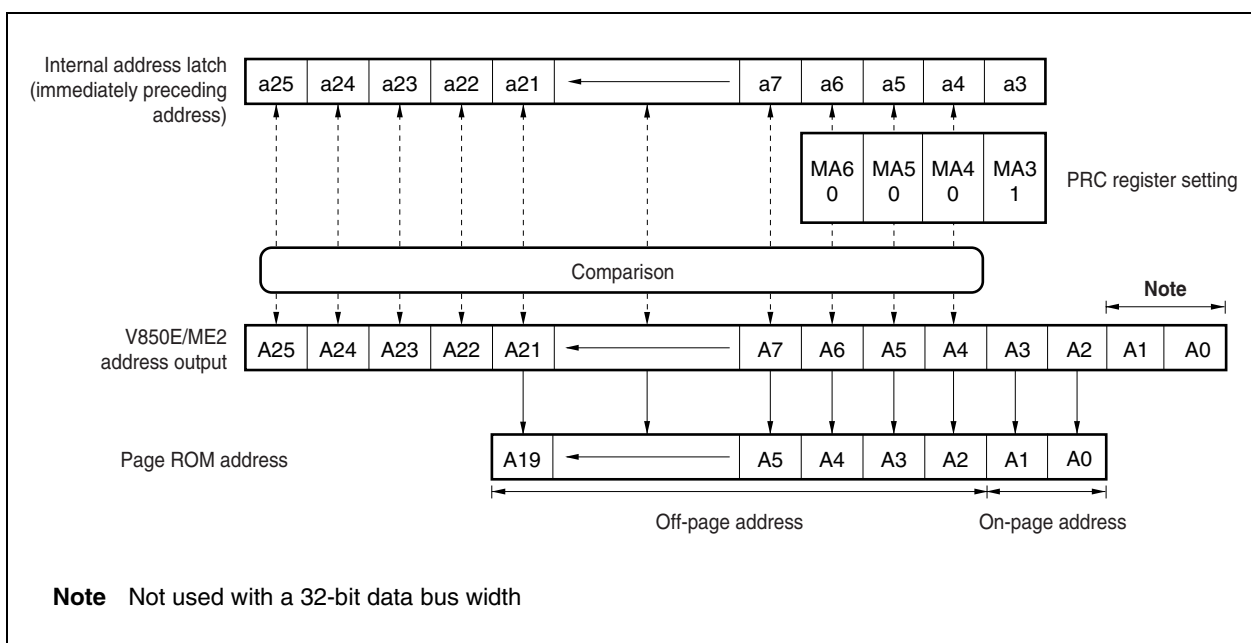 Internal address latch
(immediately preceding
address)
a25 a24 a23 a22 a21 a7 a6 a5 a4 a3
MA6 MA5 MA4 MA3
0 0 0 1
PRC register setting
Comparison
Note
V850E/ME2
address output
A25 A24 A23 A22 A21 A7 A6 A5 A4 A3 A2 A1 A0
Page ROM address
A19 A5 A4 A3 A2 A1 A0
Off-page address On-page address
Note Not used with a 32-bit data bus width